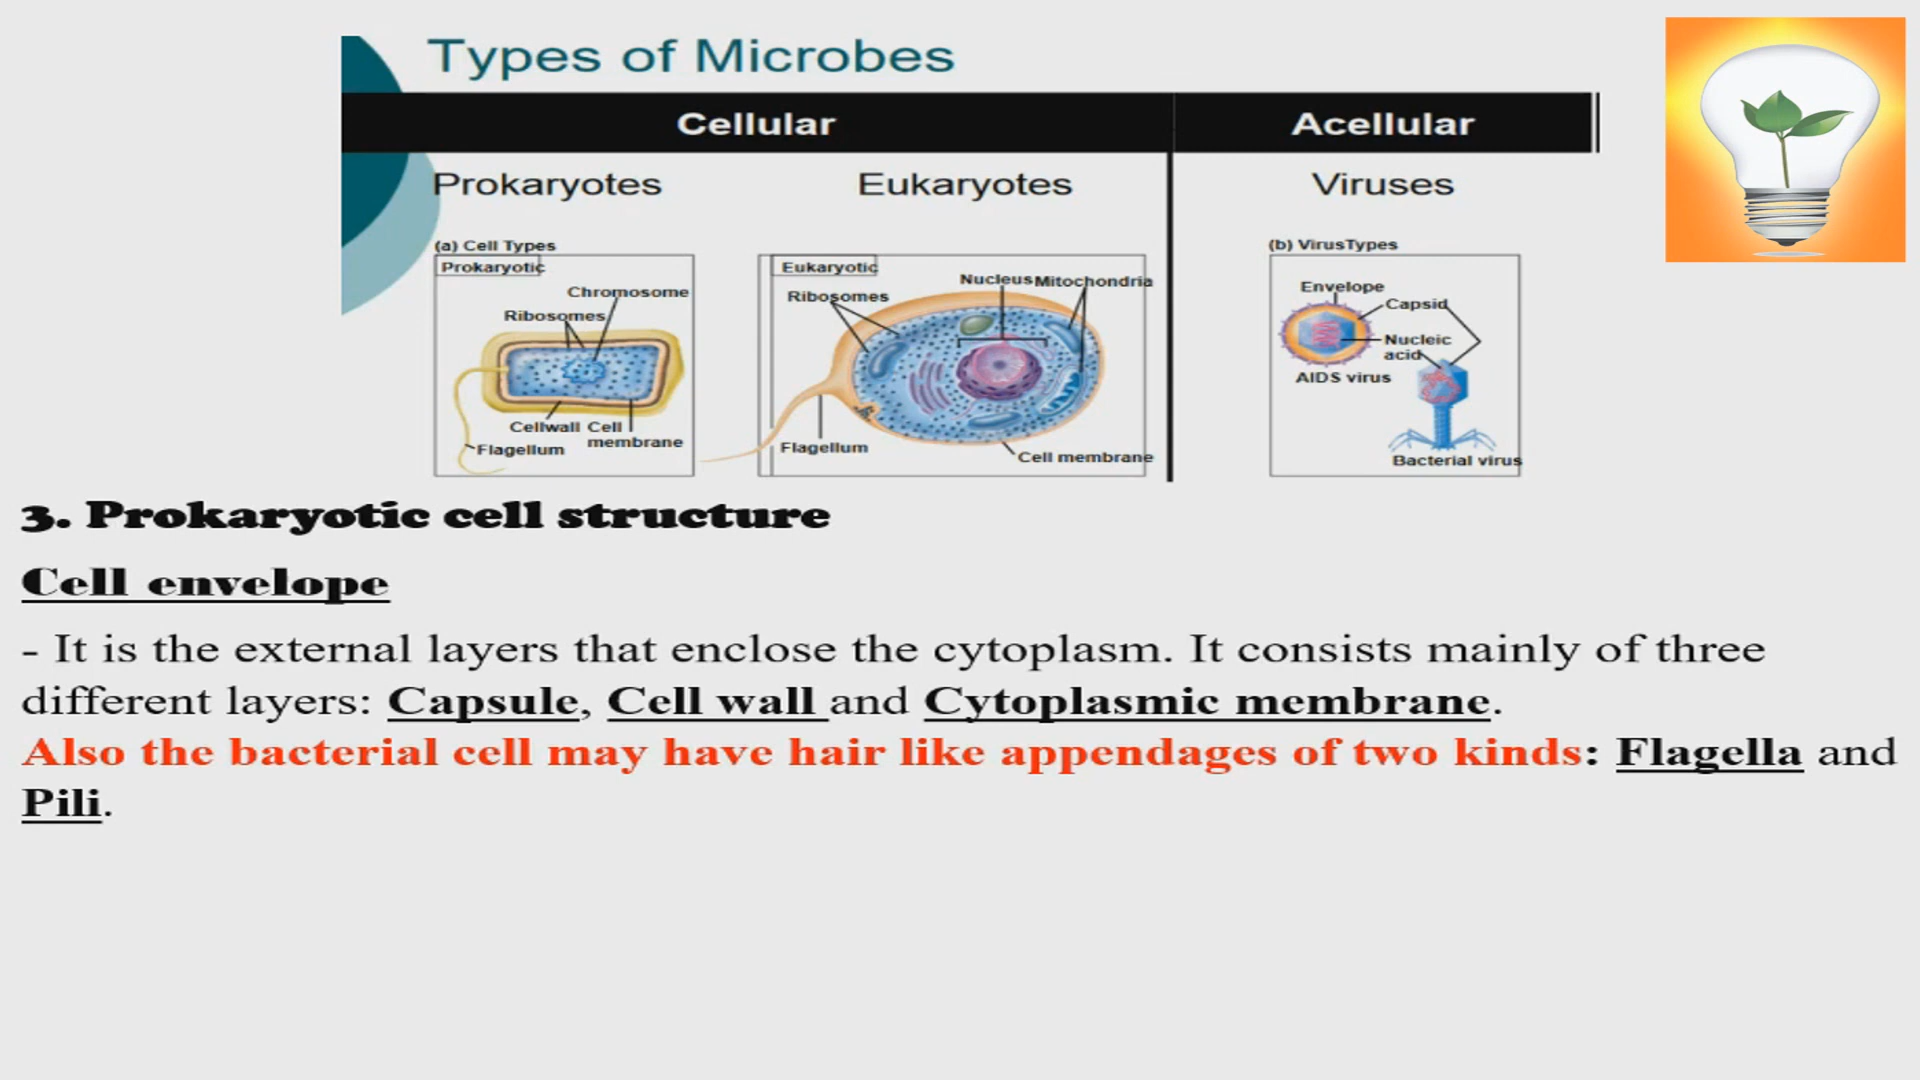 Types of Microbes
Cellular
Acellular
Prokaryotes
Eukaryotes
Viruses
(a) Cell Types
Prokaryotic
Chromosome
Ribosomes
Cellwall
Cell
membrane
Flagellum
Eukaryotic
Nucleus
Mitochondria
Ribosomes
Flagellum
Cell membrane
(b) VirusTypes
Envelope
Capsid
Nucleic
acid
AIDS virus
Bacterial virus
3. Prokaryotic cell structure
Cell envelope
- It is the external layers that enclose the cytoplasm. It consists mainly of three
different layers: Capsule, Cell wall and Cytoplasmic membrane.
Also the bacterial cell may have hair like appendages of two kinds: Flagella and
Pili.